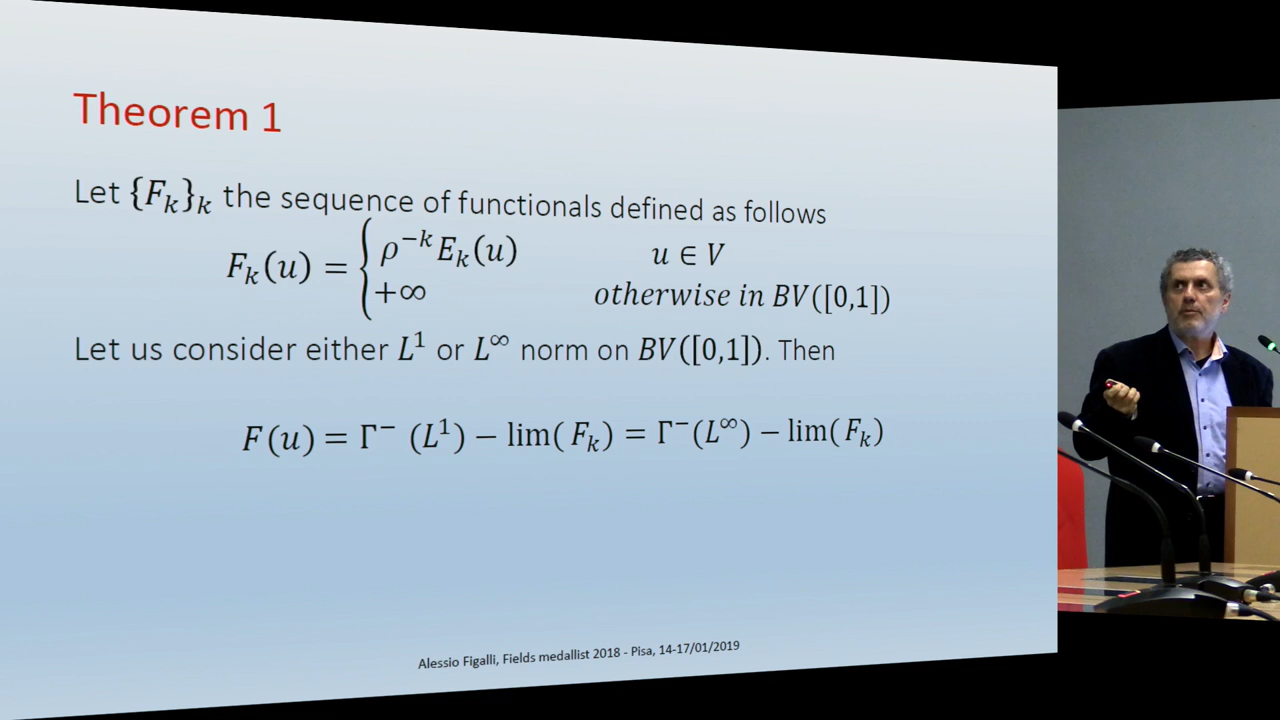 Theorem 1
Let {F_k}_k the sequence of functionals defined as follows
F_k(u) = { ρ^{-k} E_k(u) u ∈ V
+∞ otherwise in BV([0,1])
Let us consider either L^1 or L^∞ norm on BV([0,1]). Then
F(u) = Γ^- (L^1) − lim( F_k) = Γ^-(L^∞) − lim(F_k)
Alessio Figalli, Fields medallist 2018 - Pisa, 14-17/01/2019